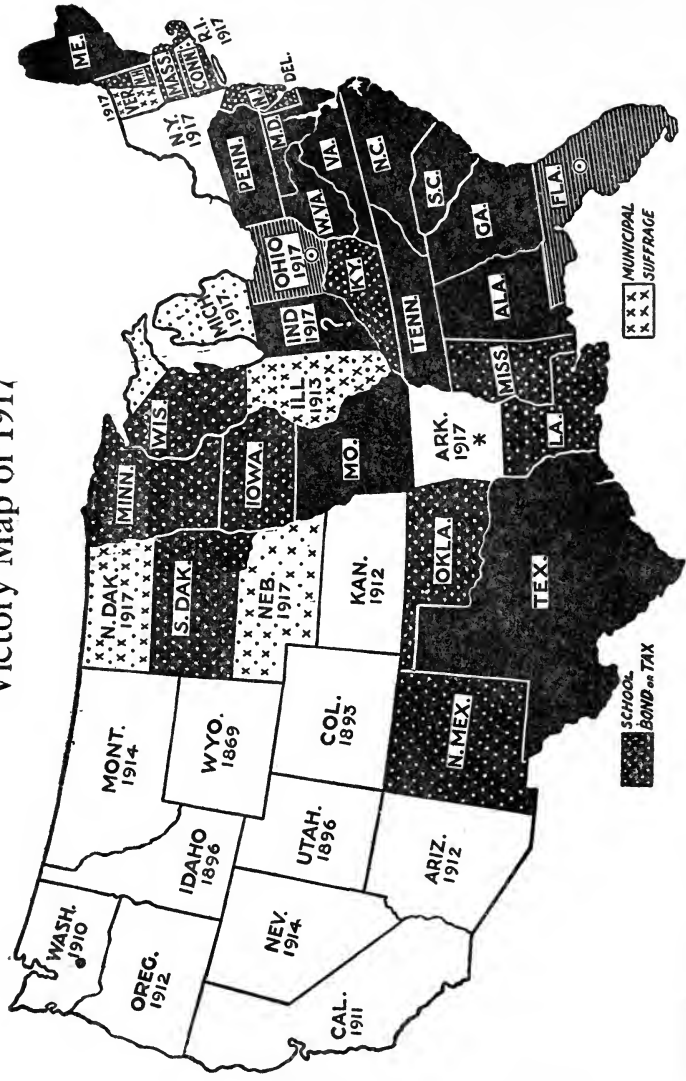 Victory Map of 1917
WASH.
1910
OREG.
1912
CAL.
1911
NEV.
1914
IDAHO
1896
MONT.
1914
WYO.
1869
UTAH.
1896
COL.
1893
ARIZ.
1912
N. MEX.
N. DAK.
1917
S. DAK.
NEB.
1917
KAN.
1912
OKLA.
TEX.
MINN.
IOWA.
MO.
ARK.
1917
*
LA.
WIS.
ILL
1913
MICH
1917
IND
1917
?
OHIO
1917
KY.
TENN.
MISS.
ALA.
GA.
FLA.
S.C.
N.C.
VA.
W.VA.
M.D.
DEL.
PENN.
N.J.
N.Y.
1917
1917
VER
N.H.
MASS.
CONN.
R.I.
1917
ME.
SCHOOL
BOND or TAX
MUNICIPAL
SUFFRAGE